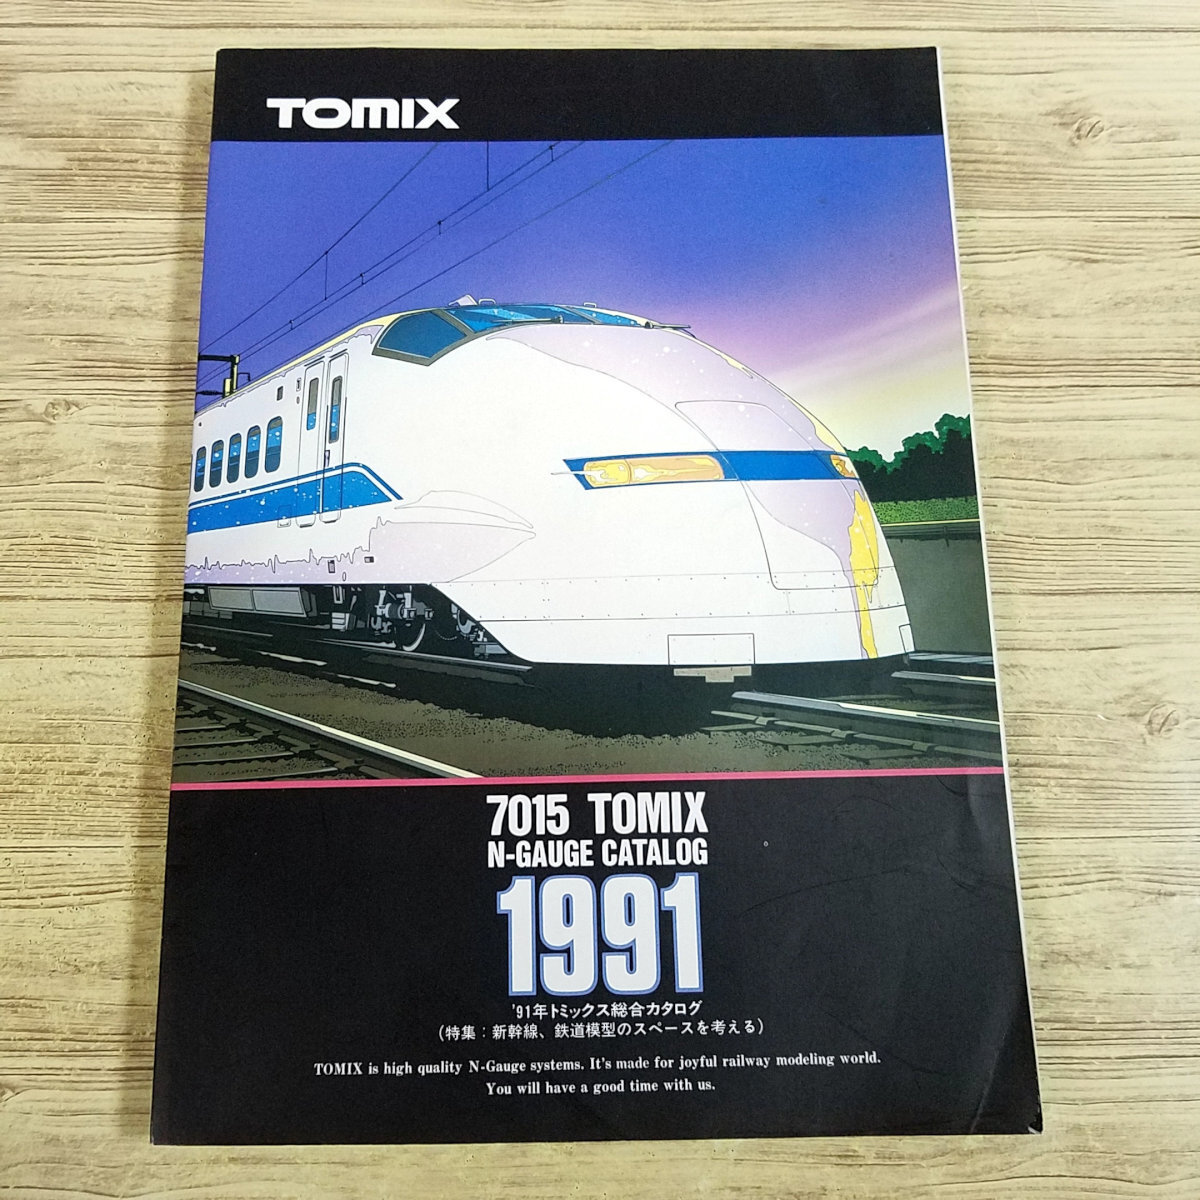 TOMIX
7015 TOMIX
N-GAUGE CATALOG
1991
'91年トミックス総合カタログ
(特集:新幹線、鉄道模型のスペースを考える)
TOMIX is high quality N-Gauge systems. It's made for joyful railway modeling world.
You will have a good time with us.